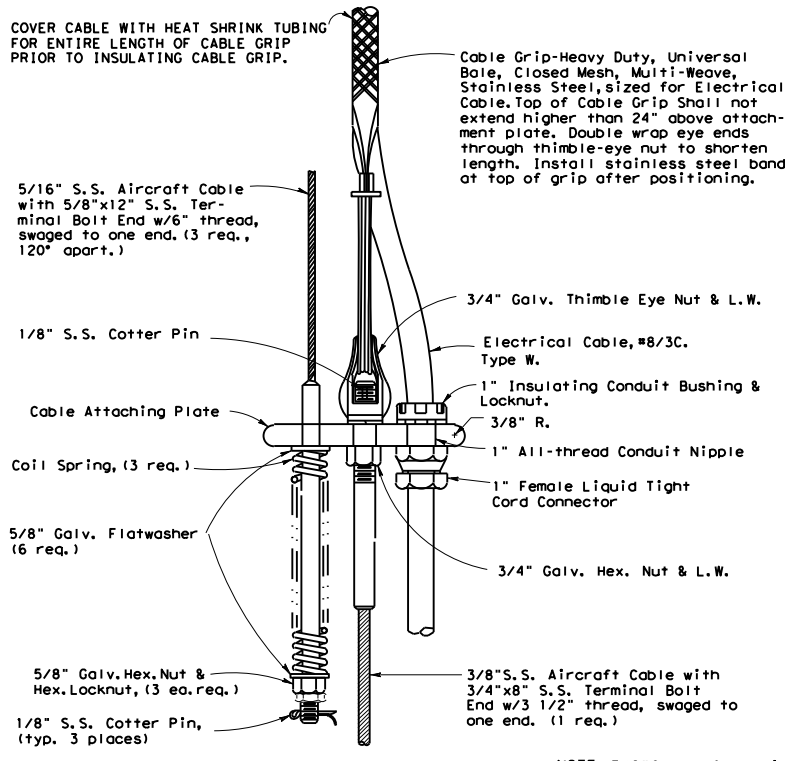 COVER CABLE WITH HEAT SHRINK TUBING
FOR ENTIRE LENGTH OF CABLE GRIP
PRIOR TO INSULATING CABLE GRIP.
Cable Grip-Heavy Duty, Universal
Bale, Closed Mesh, Multi-Weave,
Stainless Steel, sized for Electrical
Cable. Top of Cable Grip Shall not
extend higher than 24" above attach-
ment plate. Double wrap eye ends
through thimble-eye nut to shorten
length. Install stainless steel band
at top of grip after positioning.
5/16" S.S. Aircraft Cable
with 5/8"x12" S.S. Ter-
minal Bolt End w/6" thread,
swaged to one end. (3 req.,
120° apart.)
3/4" Galv. Thimble Eye Nut & L.W.
1/8" S.S. Cotter Pin
Electrical Cable, #8/3C.
Type W.
1" Insulating Conduit Bushing &
Locknut.
Cable Attaching Plate
3/8" R.
1" All-thread Conduit Nipple
Coil Spring, (3 req.)
1" Female Liquid Tight
Cord Connector
5/8" Galv. Flatwasher
(6 req.)
3/4" Galv. Hex. Nut & L.W.
5/8" Galv. Hex. Nut &
Hex. Locknut, (3 ea. req.)
3/8"S.S. Aircraft Cable with
3/4"x8" S.S. Terminal Bolt
End w/3 1/2" thread, swaged to
one end. (1 req.)
1/8" S.S. Cotter Pin,
(typ. 3 places)